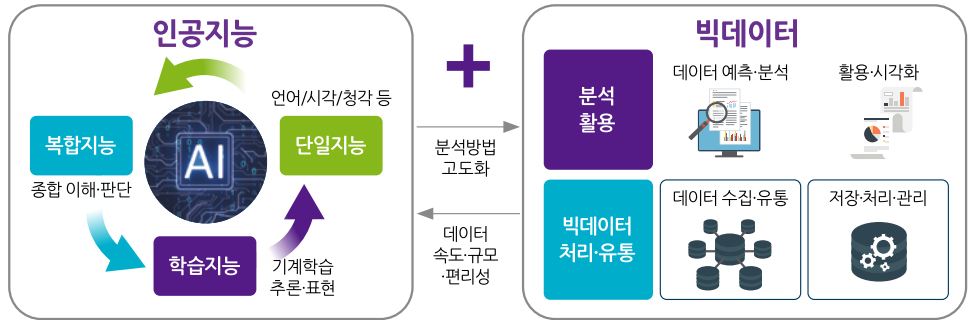 인공지능
언어/시각/청각 등
복합지능
종합 이해·판단
AI
단일지능
학습지능
기계학습
추론·표현
+
분석방법
고도화
데이터
속도·규모
·편리성
빅데이터
분석
활용
데이터 예측·분석
활용·시각화
빅데이터
처리·유통
데이터 수집·유통
저장·처리·관리